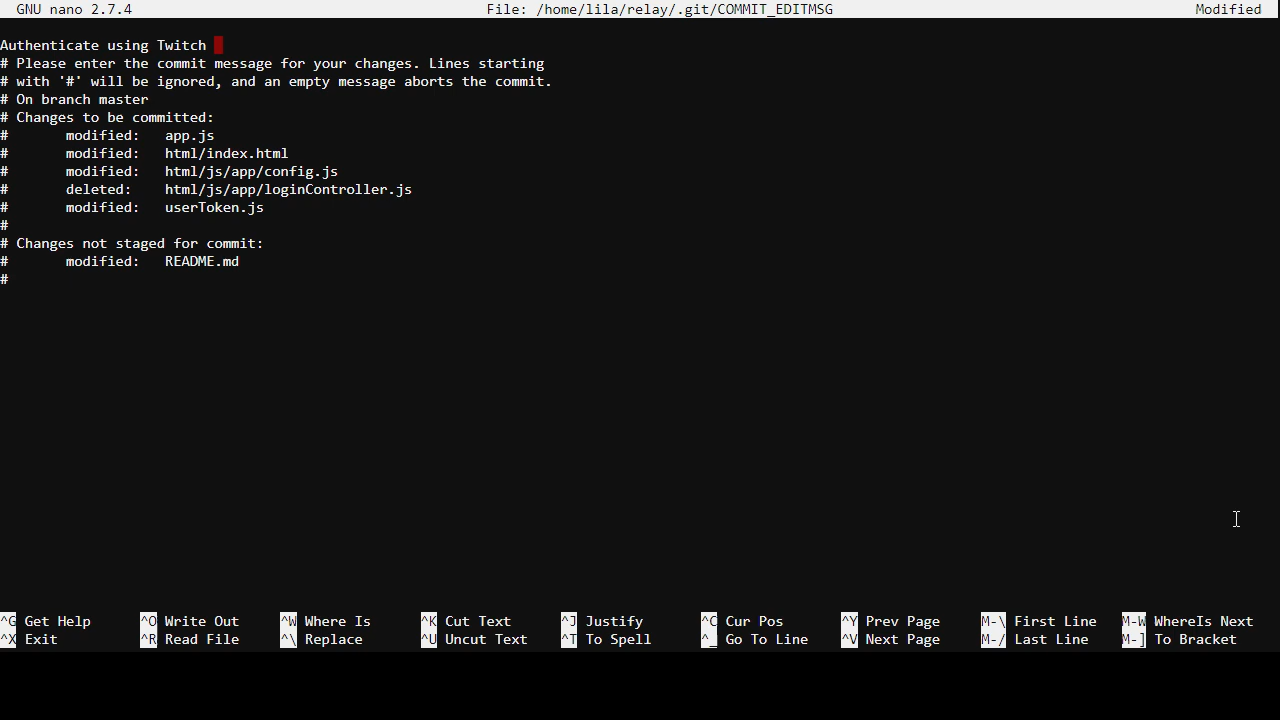 GNU nano 2.7.4 File: /home/lila/relay/.git/COMMIT_EDITMSG Modified
Authenticate using Twitch
# Please enter the commit message for your changes. Lines starting
# with '#' will be ignored, and an empty message aborts the commit.
# On branch master
# Changes to be committed:
# modified: app.js
# modified: html/index.html
# modified: html/js/app/config.js
# deleted: html/js/app/loginController.js
# modified: userToken.js
#
# Changes not staged for commit:
# modified: README.md
#
^G Get Help ^O Write Out ^W Where Is ^K Cut Text ^J Justify ^C Cur Pos ^Y Prev Page M-\ First Line M-W WhereIs Next
^X Exit ^R Read File ^\ Replace ^U Uncut Text ^T To Spell ^_ Go To Line ^V Next Page M-/ Last Line M-] To Bracket